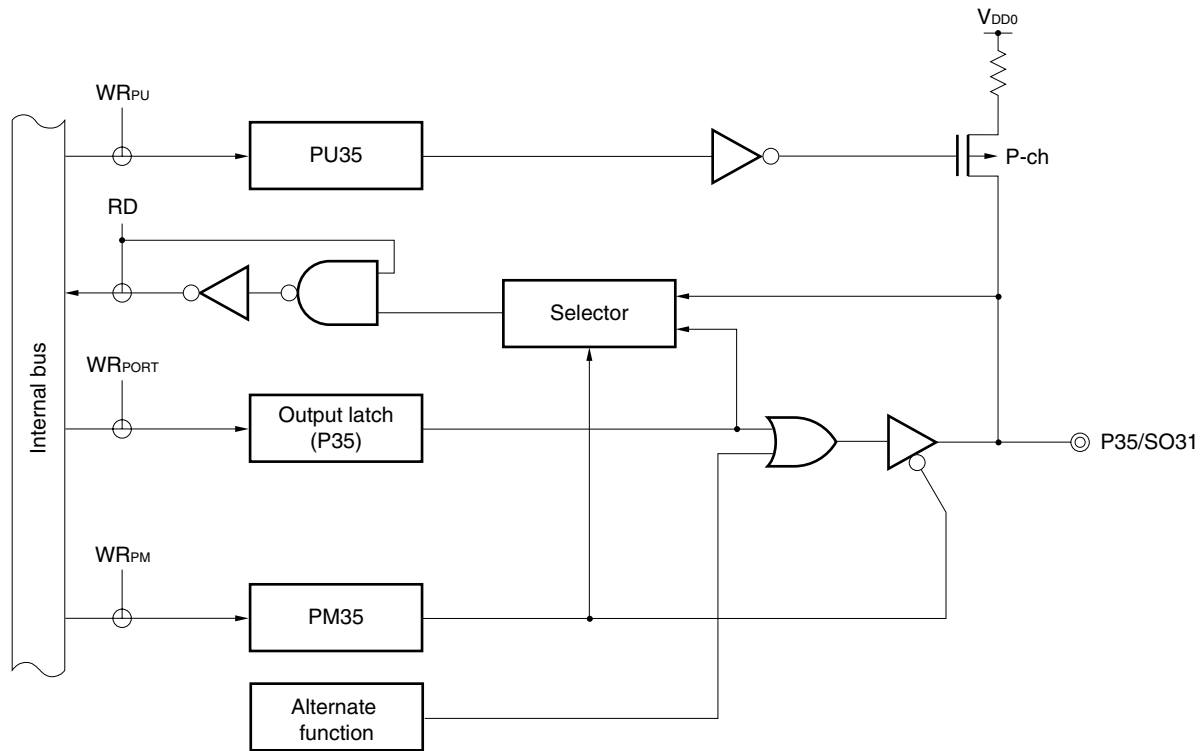 VDD0
WRPU
PU35
P-ch
RD
Selector
Internal bus
WRPORT
Output latch
(P35)
P35/SO31
WRPM
PM35
Alternate
function